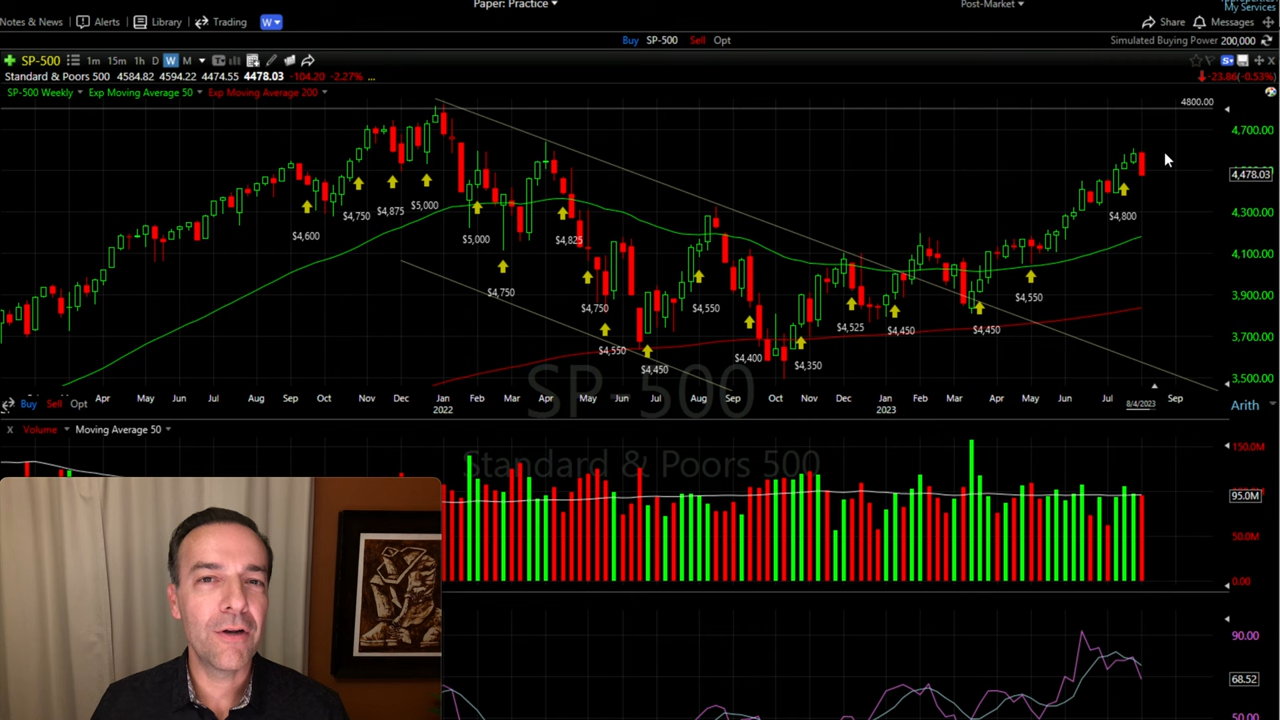 Paper: Practice
Post-Market
My Services
Notes & News Alerts Library Trading W
Share Messages
Buy SP-500 Sell Opt
Simulated Buying Power 200,000
SP-500 1m 15m 1h D W M
Standard & Poors 500 4584.82 4594.22 4474.55 4478.03 -104.20 -2.27% ...
-23.86(-0.53%)
SP-500 Weekly Exp Moving Average 50 Exp Moving Average 200
4800.00
4,700.00
4,478.03
4,300.00
4,100.00
3,900.00
3,700.00
3,500.00
$4,600
$4,750
$4,875
$5,000
$5,000
$4,750
$4,825
$4,750
$4,550
$4,450
$4,550
$4,400
$4,350
$4,525
$4,450
$4,450
$4,550
$4,800
SP-500
Apr May Jun Jul Aug Sep Oct Nov Dec Jan Feb Mar Apr May Jun Jul Aug Sep Oct Nov Dec Jan Feb Mar Apr May Jun Jul Sep
2022 2023 8/4/2023
Arith
Buy Sell Opt
X Volume Moving Average 50
Standard & Poors 500
150.0M
95.0M
50.0M
0.00
90.00
68.52
50.00